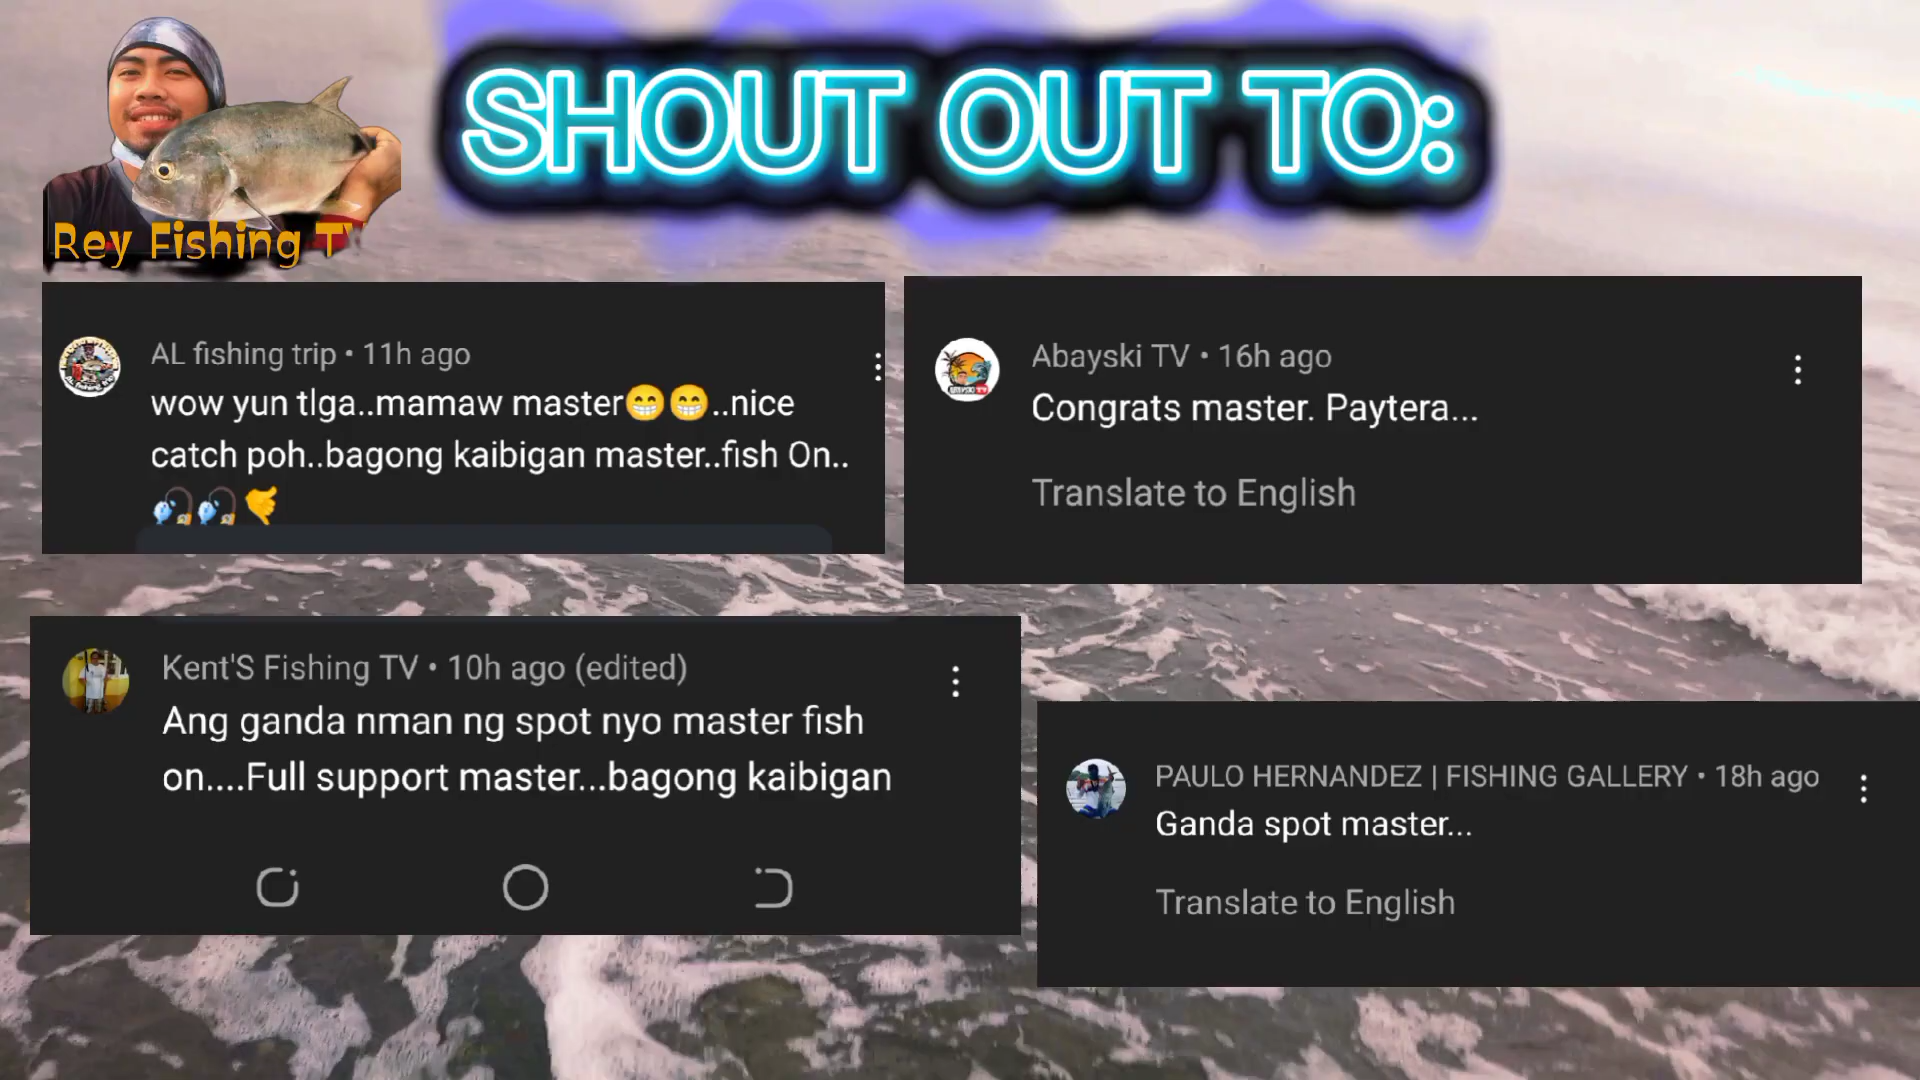 SHOUT OUT TO:
Rey Fishing TV
AL fishing trip • 11h ago
wow yun tlga..mamaw master😁😁..nice
catch poh..bagong kaibigan master..fish On..
🎣🎣🤙
Abayski TV • 16h ago
Congrats master. Paytera...
Translate to English
Kent'S Fishing TV • 10h ago (edited)
Ang ganda nman ng spot nyo master fish
on....Full support master...bagong kaibigan
PAULO HERNANDEZ | FISHING GALLERY • 18h ago
Ganda spot master...
Translate to English